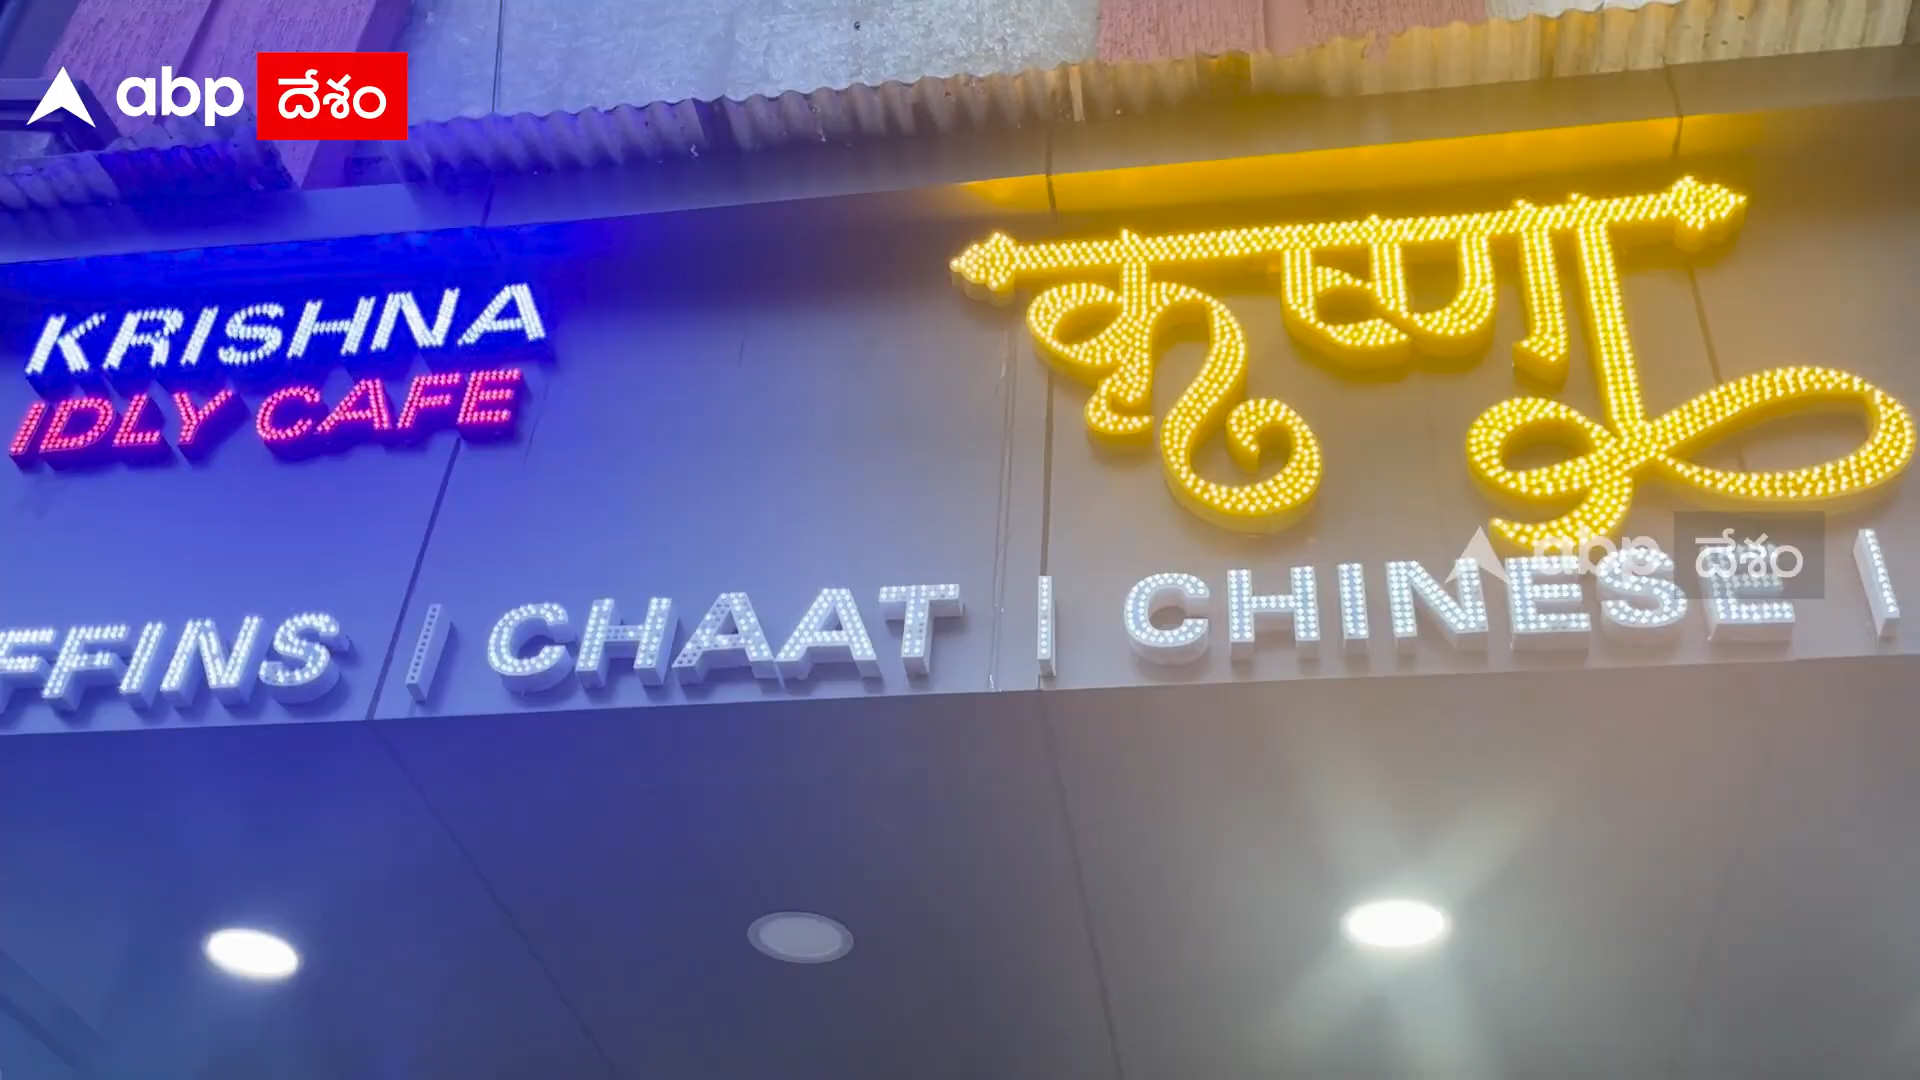 abp దేశం
KRISHNA
IDLY CAFE
कृष्णा
FFINS | CHAAT | CHINESE |
abp దేశం